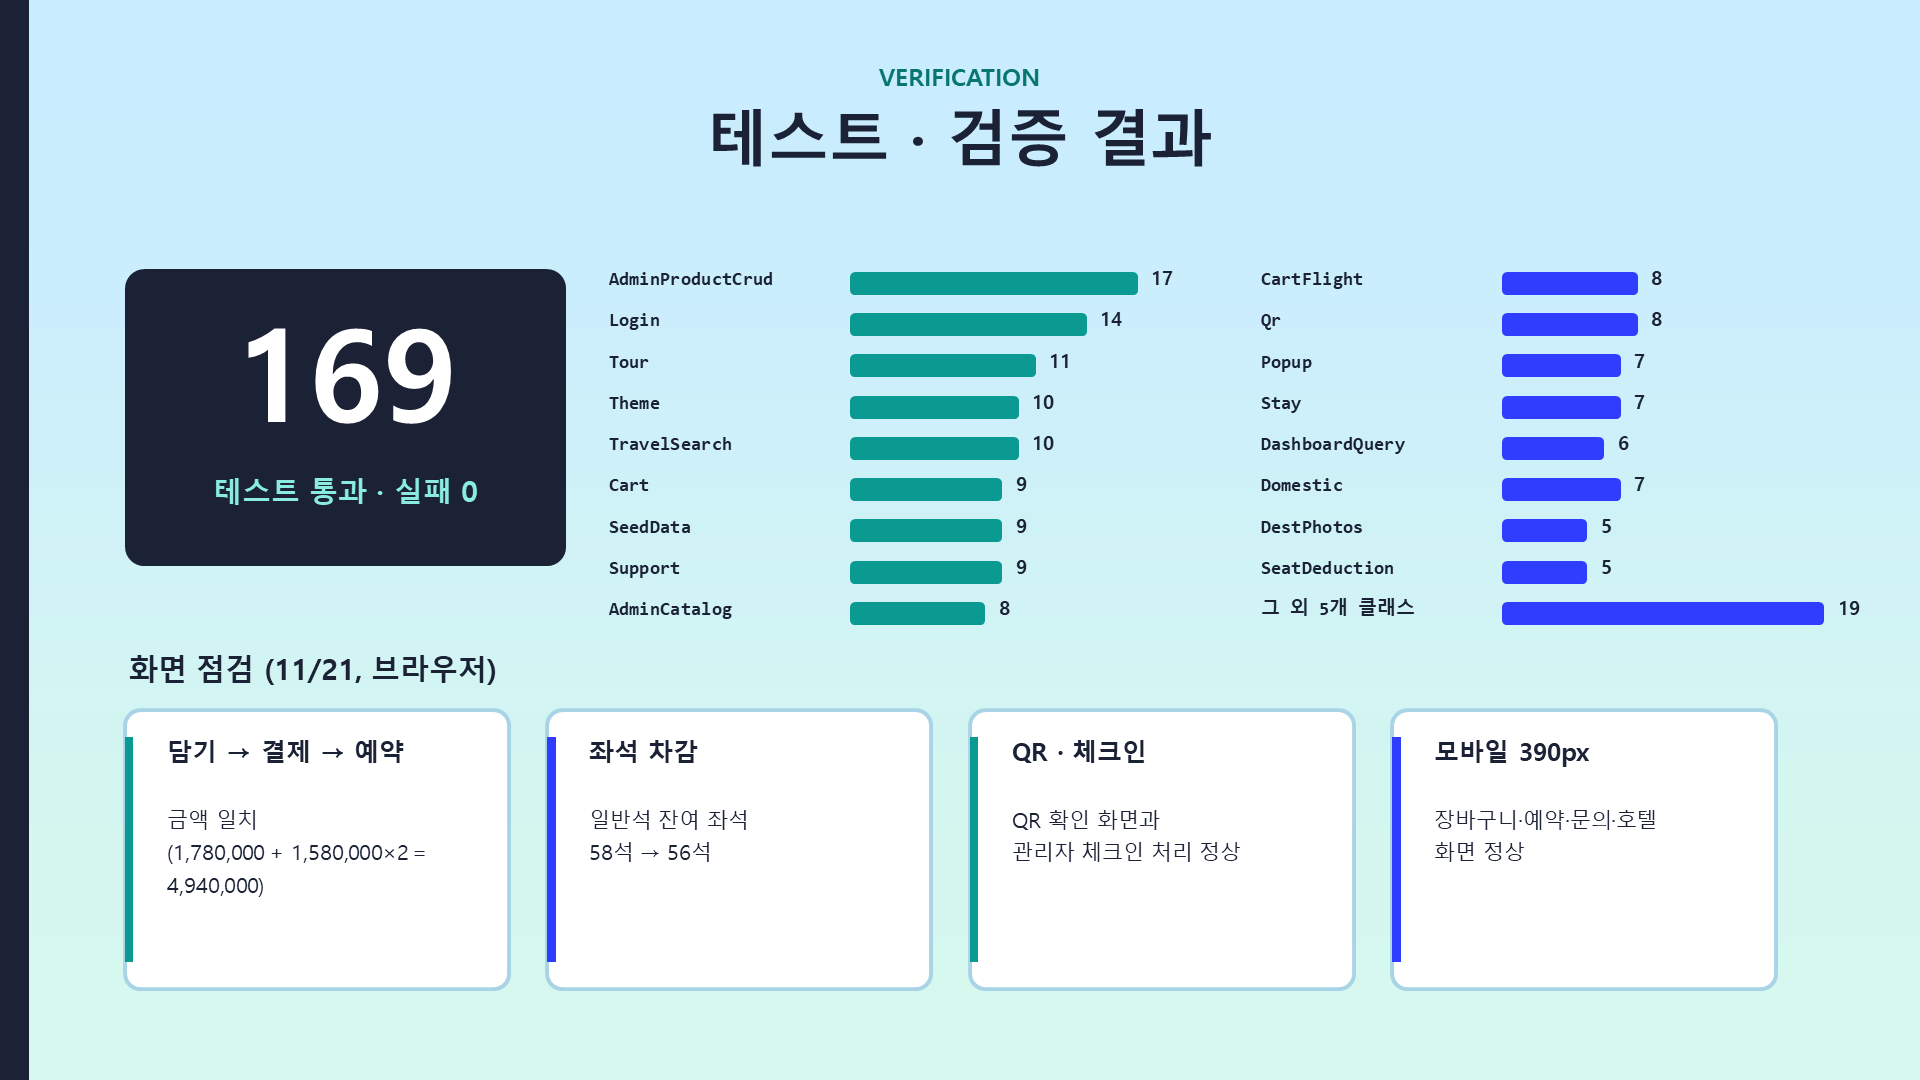 VERIFICATION
테스트 · 검증 결과
169
테스트 통과 · 실패 0
AdminProductCrud 17
Login 14
Tour 11
Theme 10
TravelSearch 10
Cart 9
SeedData 9
Support 9
AdminCatalog 8
CartFlight 8
Qr 8
Popup 7
Stay 7
DashboardQuery 6
Domestic 7
DestPhotos 5
SeatDeduction 5
그 외 5개 클래스 19
화면 점검 (11/21, 브라우저)
담기 → 결제 → 예약
금액 일치
(1,780,000 + 1,580,000×2 =
4,940,000)
좌석 차감
일반석 잔여 좌석
58석 → 56석
QR · 체크인
QR 확인 화면과
관리자 체크인 처리 정상
모바일 390px
장바구니·예약·문의·호텔
화면 정상